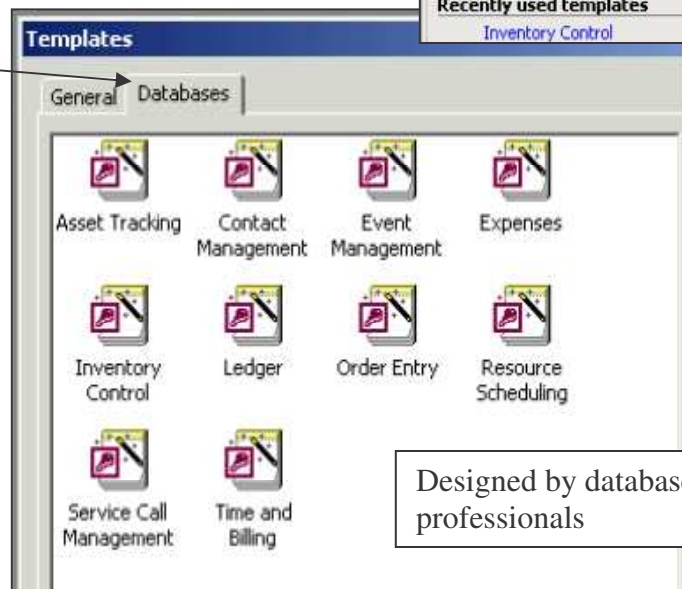 Recently used templates
Inventory Control
Templates
General Databases
Asset Tracking
Contact
Management
Event
Management
Expenses
Inventory
Control
Ledger
Order Entry
Resource
Scheduling
Service Call
Management
Time and
Billing
Designed by database
professionals